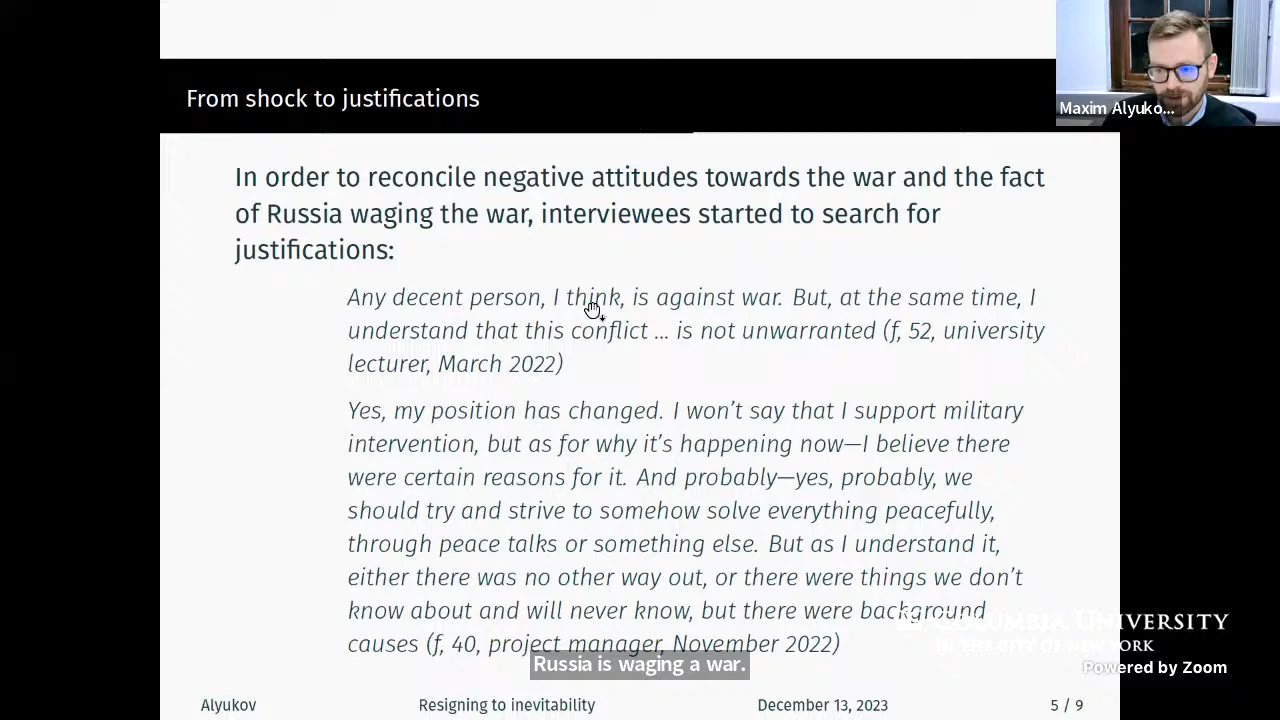 From shock to justifications
Maxim Alyuko...
In order to reconcile negative attitudes towards the war and the fact
of Russia waging the war, interviewees started to search for
justifications:
Any decent person, I think, is against war. But, at the same time, I
understand that this conflict ... is not unwarranted (f, 52, university
lecturer, March 2022)
Yes, my position has changed. I won’t say that I support military
intervention, but as for why it’s happening now—I believe there
were certain reasons for it. And probably—yes, probably, we
should try and strive to somehow solve everything peacefully,
through peace talks or something else. But as I understand it,
either there was no other way out, or there were things we don’t
know about and will never know, but there were background
causes (f, 40, project manager, November 2022)
COLUMBIA UNIVERSITY
IN THE CITY OF NEW YORK
Russia is waging a war.
Powered by Zoom
Alyukov Resigning to inevitability December 13, 2023 5 / 9